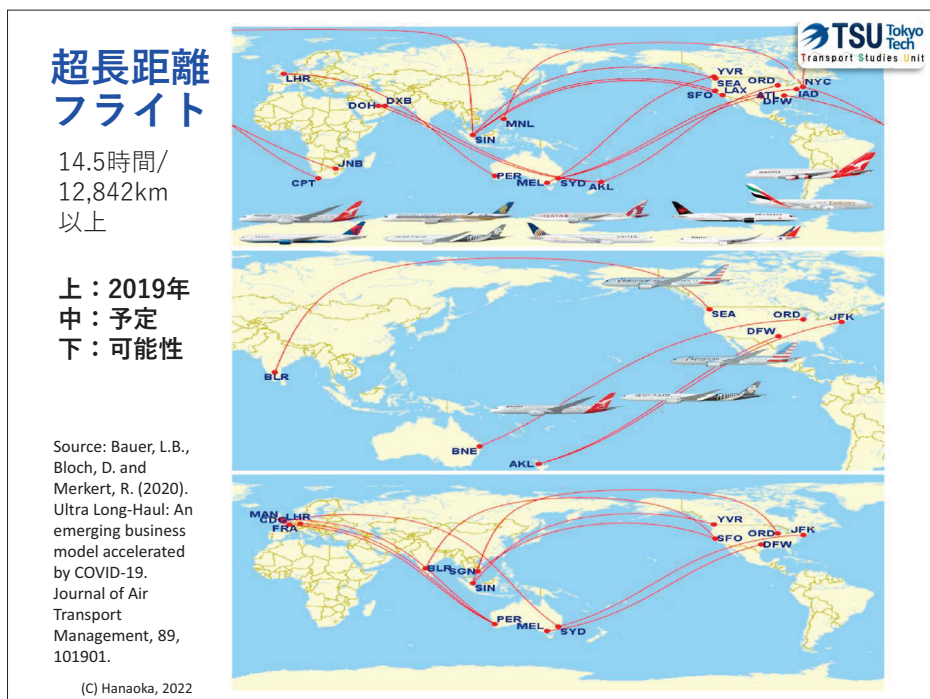 超長距離
フライト
14.5時間/
12,842km
以上
上：2019年
中：予定
下：可能性
Source: Bauer, L.B.,
Bloch, D. and
Merkert, R. (2020).
Ultra Long-Haul: An
emerging business
model accelerated
by COVID-19.
Journal of Air
Transport
Management, 89,
101901.
(C) Hanaoka, 2022
TSU Tokyo Tech
Transport Studies Unit
LHR
DOH
DXB
MNL
SIN
JNB
CPT
PER
MEL
SYD
AKL
YVR
SEA
SFO
LAX
ORD
NYC
ATL
IAD
DFW
Emirates
QATAR
UNITED
BLR
SEA
ORD
JFK
DFW
BNE
AKL
MAN
LHR
FRA
BLR
SGN
SIN
PER
MEL
SYD
YVR
SFO
ORD
JFK
DFW